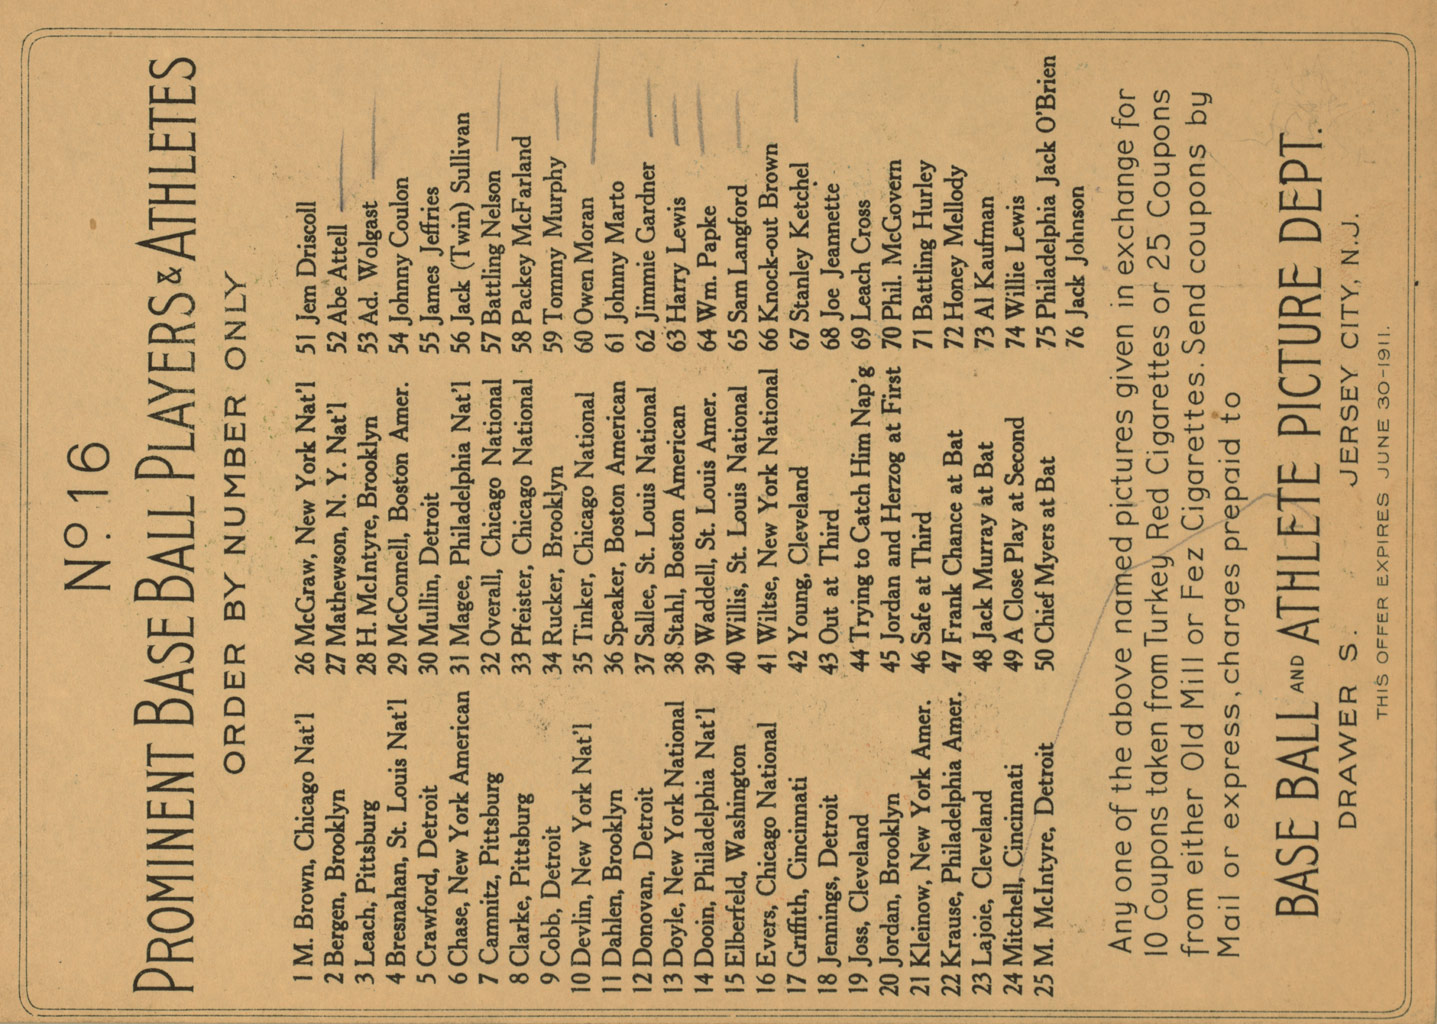 No. 16
PROMINENT BASE BALL PLAYERS & ATHLETES
ORDER BY NUMBER ONLY
1 M. Brown, Chicago Nat'l
2 Bergen, Brooklyn
3 Leach, Pittsburg
4 Bresnahan, St. Louis Nat'l
5 Crawford, Detroit
6 Chase, New York American
7 Camnitz, Pittsburg
8 Clarke, Pittsburg
9 Cobb, Detroit
10 Devlin, New York Nat'l
11 Dahlen, Brooklyn
12 Donovan, Detroit
13 Doyle, New York National
14 Dooin, Philadelphia Nat'l
15 Elberfeld, Washington
16 Evers, Chicago National
17 Griffith, Cincinnati
18 Jennings, Detroit
19 Joss, Cleveland
20 Jordan, Brooklyn
21 Kleinow, New York Amer.
22 Krause, Philadelphia Amer.
23 Lajoie, Cleveland
24 Mitchell, Cincinnati
25 M. McIntyre, Detroit
26 McGraw, New York Nat'l
27 Mathewson, N. Y. Nat'l
28 H. McIntyre, Brooklyn
29 McConnell, Boston Amer.
30 Mullin, Detroit
31 Magee, Philadelphia Nat'l
32 Overall, Chicago National
33 Pfeister, Chicago National
34 Rucker, Brooklyn
35 Tinker, Chicago National
36 Speaker, Boston American
37 Sallee, St. Louis National
38 Stahl, Boston American
39 Waddell, St. Louis Amer.
40 Willis, St. Louis National
41 Wiltse, New York National
42 Young, Cleveland
43 Out at Third
44 Trying to Catch Him Nap'g
45 Jordan and Herzog at First
46 Safe at Third
47 Frank Chance at Bat
48 Jack Murray at Bat
49 A Close Play at Second
50 Chief Myers at Bat
51 Jem Driscoll
52 Abe Attell
53 Ad. Wolgast
54 Johnny Coulon
55 James Jeffries
56 Jack (Twin) Sullivan
57 Battling Nelson
58 Packey McFarland
59 Tommy Murphy
60 Owen Moran
61 Johnny Marto
62 Jimmie Gardner
63 Harry Lewis
64 Wm. Papke
65 Sam Langford
66 Knock-out Brown
67 Stanley Ketchel
68 Joe Jeannette
69 Leach Cross
70 Phil. McGovern
71 Battling Hurley
72 Honey Mellody
73 Al Kaufman
74 Willie Lewis
75 Philadelphia Jack O'Brien
76 Jack Johnson
Any one of the above named pictures given in exchange for
10 Coupons taken from Turkey Red Cigarettes or 25 Coupons
from either Old Mill or Fez Cigarettes. Send coupons by
Mail or express, charges prepaid to
BASE BALL AND ATHLETE PICTURE DEPT.
DRAWER S. JERSEY CITY, N.J.
THIS OFFER EXPIRES JUNE 30-1911.